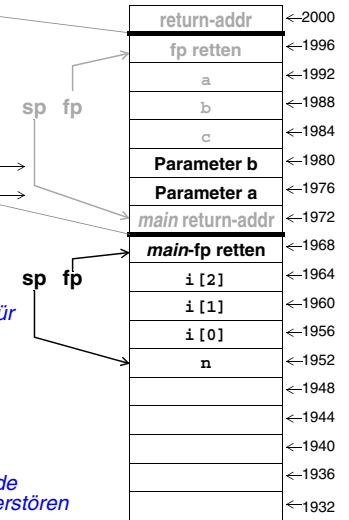 return-addr ←2000
fp retten ←1996
a ←1992
sp fp b ←1988
c ←1984
Parameter b ←1980
Parameter a ←1976
main return-addr ←1972
main-fp retten ←1968
sp fp i[2] ←1964
i[1] ←1960
ür
i[0] ←1956
n ←1952
←1948
←1944
←1940
de
←1936
erstören
←1932